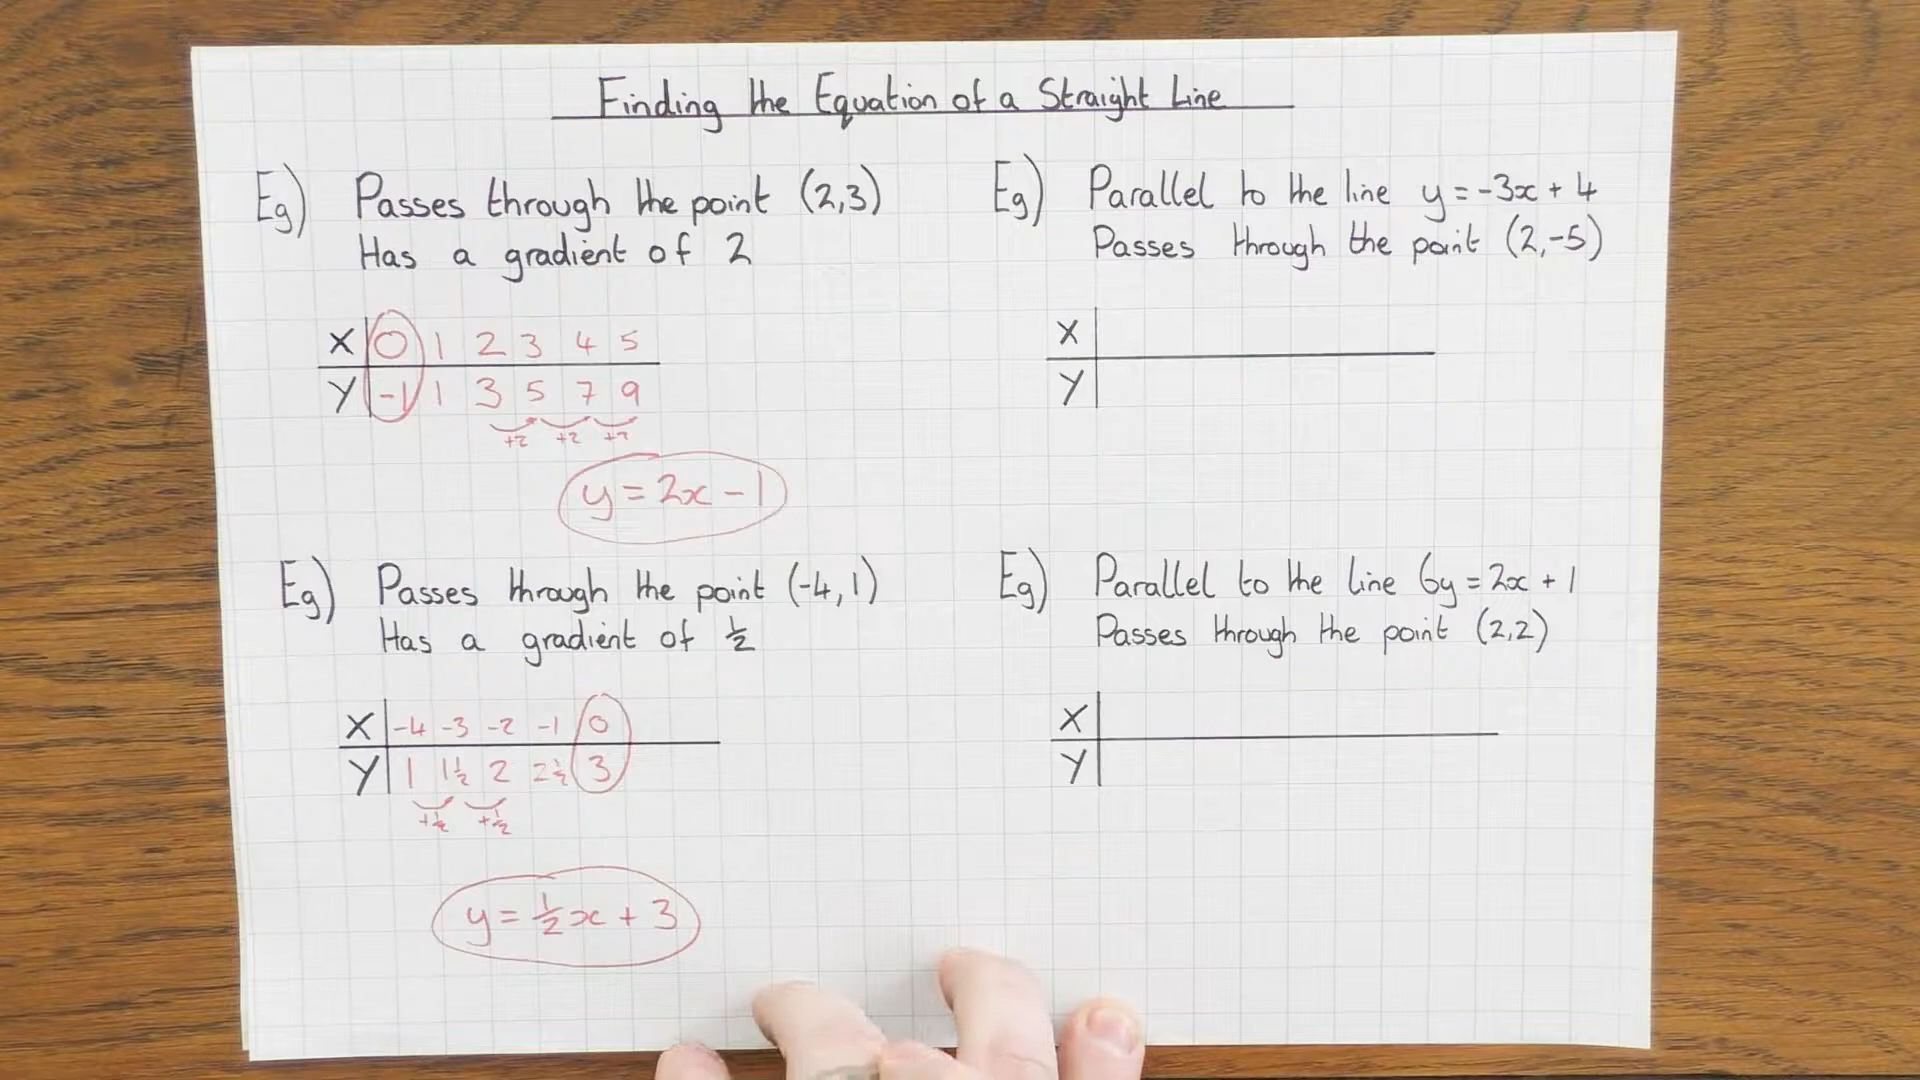 Finding the Equation of a Straight Line
Eg) Passes through the point (2,3)
Has a gradient of 2
X 0 1 2 3 4 5
Y -1 1 3 5 7 9
+2 +2 +2
y = 2x - 1
Eg) Passes through the point (-4,1)
Has a gradient of ½
X -4 -3 -2 -1 0
Y 1 1½ 2 2½ 3
+½ +½
y = ½x + 3
Eg) Parallel to the line y = -3x + 4
Passes through the point (2,-5)
X
Y
Eg) Parallel to the line 6y = 2x + 1
Passes through the point (2,2)
X
Y